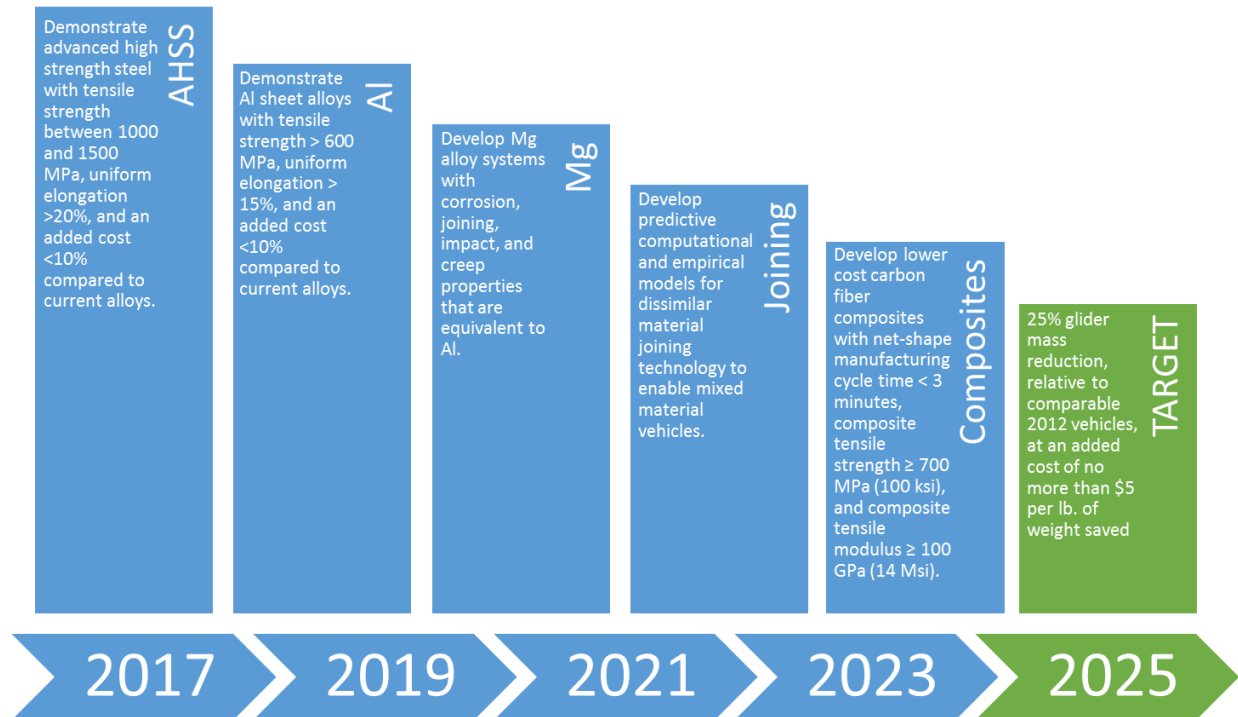 Demonstrate
advanced high
strength steel
with tensile
strength
between 1000
and 1500
MPa, uniform
elongation
>20%, and an
added cost
<10%
compared to
current alloys.
AHSS
Demonstrate
Al sheet alloys
with tensile
strength > 600
MPa, uniform
elongation >
15%, and an
added cost
<10%
compared to
current alloys.
Al
Develop Mg
alloy systems
with
corrosion,
joining,
impact, and
creep
properties
that are
equivalent to
Al.
Mg
Develop
predictive
computational
and empirical
models for
dissimilar
material
joining
technology to
enable mixed
material
vehicles.
Joining
Develop lower
cost carbon
fiber
composites
with net-shape
manufacturing
cycle time < 3
minutes,
composite
tensile
strength ≥ 700
MPa (100 ksi),
and composite
tensile
modulus ≥ 100
GPa (14 Msi).
Composites
25% glider
mass
reduction,
relative to
comparable
2012 vehicles,
at an added
cost of no
more than $5
per lb. of
weight saved
TARGET
2017
2019
2021
2023
2025